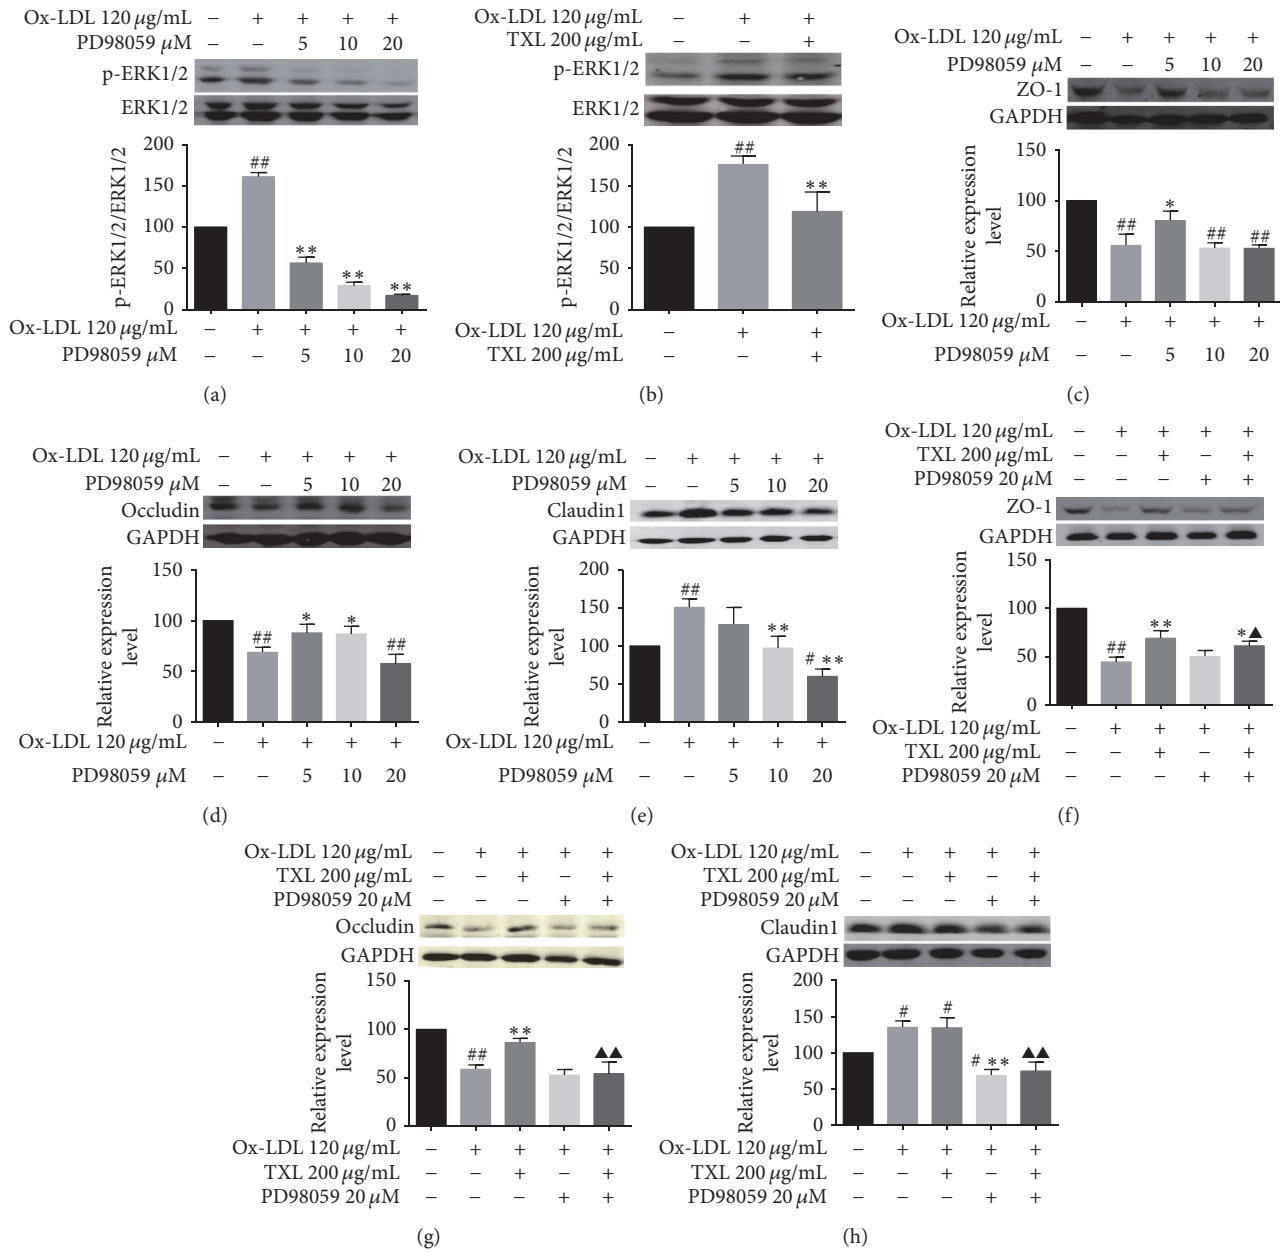 Ox-LDL 120 μg/mL − + + + +
PD98059 μM − − 5 10 20
p-ERK1/2
ERK1/2
p-ERK1/2/ERK1/2
200
150
100
50
0
##
**
**
**
Ox-LDL 120 μg/mL − + + + +
PD98059 μM − − 5 10 20
(a)
Ox-LDL 120 μg/mL − + +
TXL 200 μg/mL − − +
p-ERK1/2
ERK1/2
p-ERK1/2/ERK1/2
200
150
100
50
0
##
**
Ox-LDL 120 μg/mL − + +
TXL 200 μg/mL − − +
(b)
Ox-LDL 120 μg/mL − + + + +
PD98059 μM − − 5 10 20
ZO-1
GAPDH
Relative expression
level
150
100
50
0
##
*
##
##
Ox-LDL 120 μg/mL − + + + +
PD98059 μM − − 5 10 20
(c)
Ox-LDL 120 μg/mL − + + + +
PD98059 μM − − 5 10 20
Occludin
GAPDH
Relative expression
level
150
100
50
0
##
*
*
##
Ox-LDL 120 μg/mL − + + + +
PD98059 μM − − 5 10 20
(d)
Ox-LDL 120 μg/mL − + + + +
PD98059 μM − − 5 10 20
Claudin1
GAPDH
Relative expression
level
200
150
100
50
0
##
**
# **
Ox-LDL 120 μg/mL − + + + +
PD98059 μM − − 5 10 20
(e)
Ox-LDL 120 μg/mL − + + + +
TXL 200 μg/mL − − + − +
PD98059 20 μM − − − + +
ZO-1
GAPDH
Relative expression
level
150
100
50
0
##
**
*▲
Ox-LDL 120 μg/mL − + + + +
TXL 200 μg/mL − − + − +
PD98059 20 μM − − − + +
(f)
Ox-LDL 120 μg/mL − + + + +
TXL 200 μg/mL − − + − +
PD98059 20 μM − − − + +
Occludin
GAPDH
Relative expression
level
150
100
50
0
##
**
▲▲
Ox-LDL 120 μg/mL − + + + +
TXL 200 μg/mL − − + − +
PD98059 20 μM − − − + +
(g)
Ox-LDL 120 μg/mL − + + + +
TXL 200 μg/mL − − + − +
PD98059 20 μM − − − + +
Claudin1
GAPDH
Relative expression
level
200
150
100
50
0
#
#
# **
▲▲
Ox-LDL 120 μg/mL − + + + +
TXL 200 μg/mL − − + − +
PD98059 20 μM − − − + +
(h)